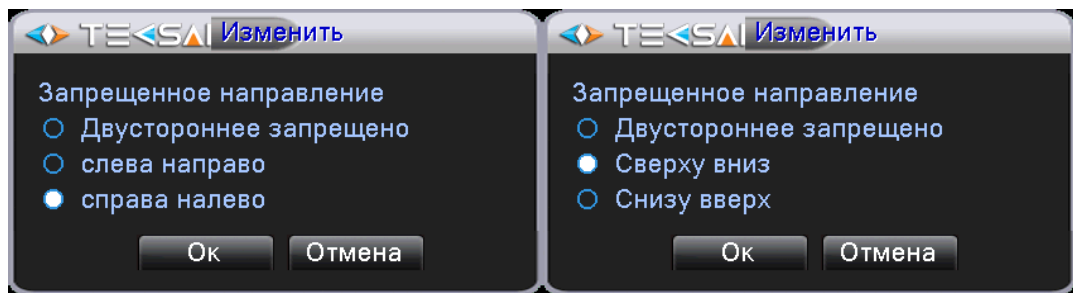 TEKSAI Изменить
Запрещенное направление
Двустороннее запрещено
слева направо
справа налево
Ок Отмена
TEKSAI Изменить
Запрещенное направление
Двустороннее запрещено
Сверху вниз
Снизу вверх
Ок Отмена